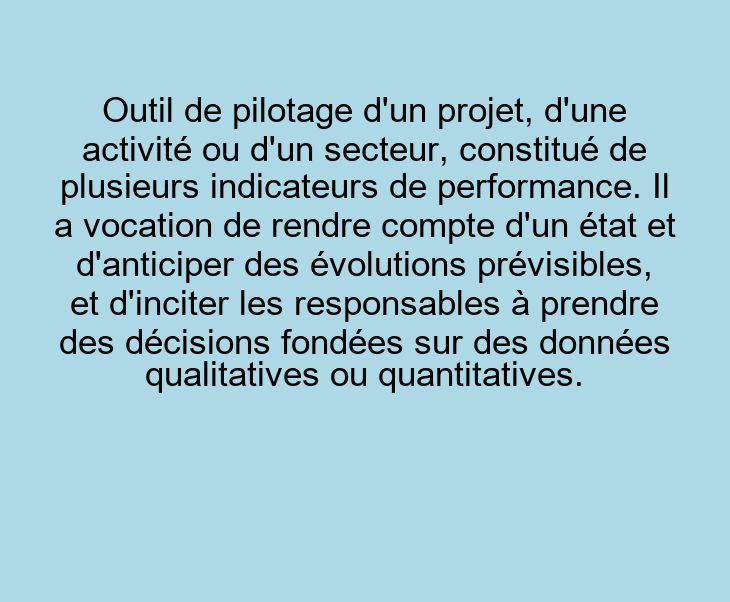 Outil de pilotage d'un projet, d'une
activité ou d'un secteur, constitué de
plusieurs indicateurs de performance. Il
a vocation de rendre compte d'un état et
d'anticiper des évolutions prévisibles,
et d'inciter les responsables à prendre
des décisions fondées sur des données
qualitatives ou quantitatives.